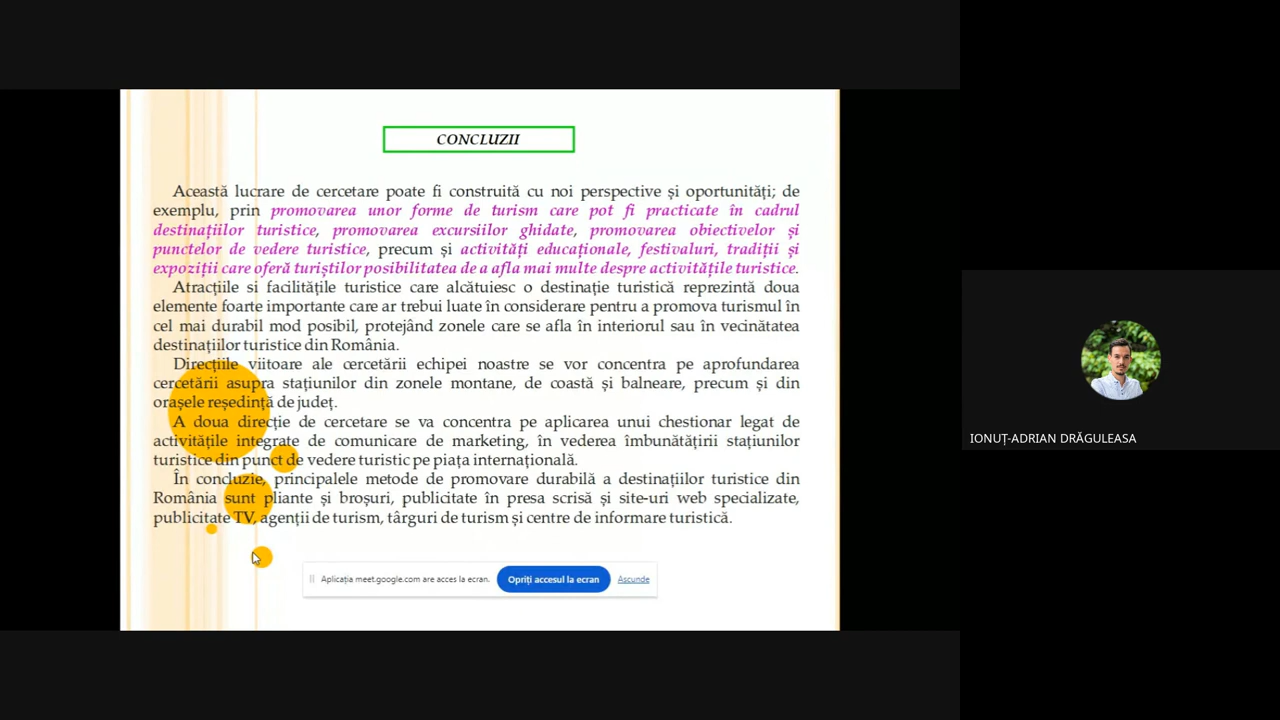 CONCLUZII
Această lucrare de cercetare poate fi construită cu noi perspective și oportunități; de
exemplu, prin promovarea unor forme de turism care pot fi practicate în cadrul
destinațiilor turistice, promovarea excursiilor ghidate, promovarea obiectivelor și
punctelor de vedere turistice, precum și activități educaționale, festivaluri, tradiții și
expoziții care oferă turiștilor posibilitatea de a afla mai multe despre activitățile turistice.
Atracțiile si facilitățile turistice care alcătuiesc o destinație turistică reprezintă doua
elemente foarte importante care ar trebui luate în considerare pentru a promova turismul în
cel mai durabil mod posibil, protejând zonele care se afla în interiorul sau în vecinătatea
destinațiilor turistice din România.
Direcțiile viitoare ale cercetării echipei noastre se vor concentra pe aprofundarea
cercetării asupra stațiunilor din zonele montane, de coastă și balneare, precum și din
orașele reședință de județ.
A doua direcție de cercetare se va concentra pe aplicarea unui chestionar legat de
activitățile integrate de comunicare de marketing, în vederea îmbunătățirii stațiunilor
turistice din punct de vedere turistic pe piața internațională.
În concluzie, principalele metode de promovare durabilă a destinațiilor turistice din
România sunt pliante și broșuri, publicitate în presa scrisă și site-uri web specializate,
publicitate TV, agenții de turism, târguri de turism și centre de informare turistică.
Aplicația meet.google.com are acces la ecran. Opriți accesul la ecran Ascunde
IONUȚ-ADRIAN DRĂGULEASA